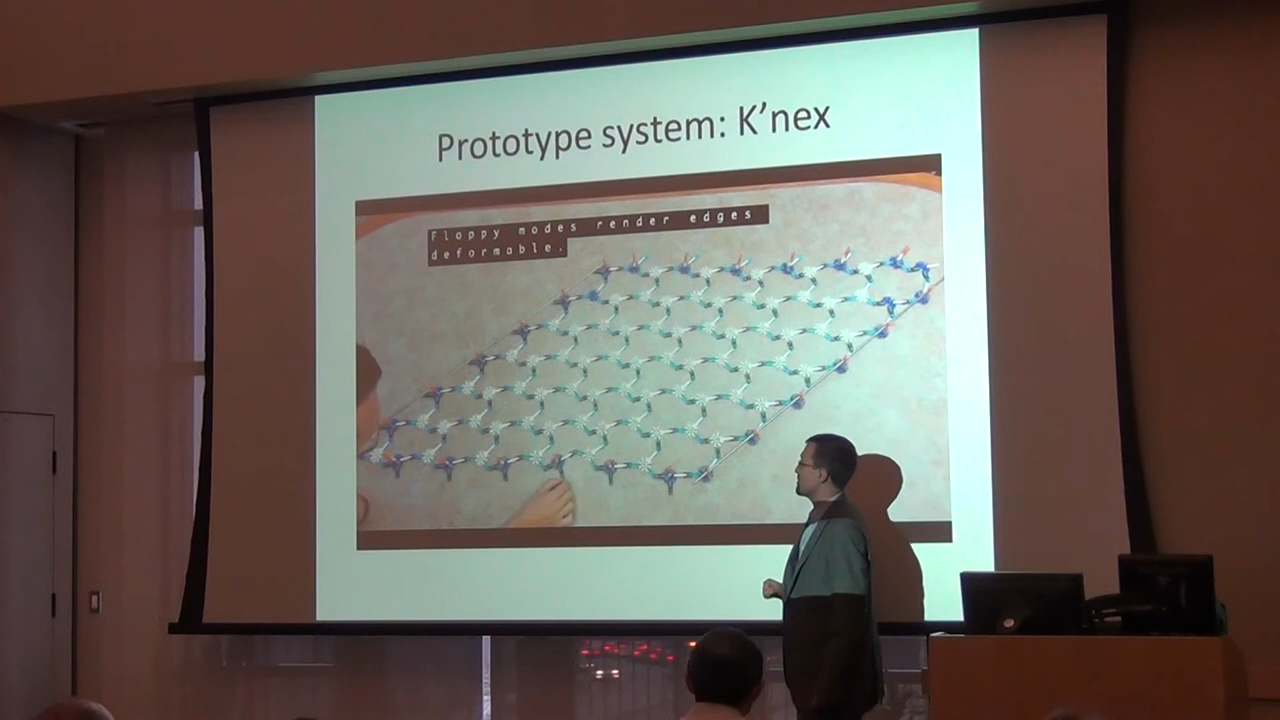 Prototype system: K'nex
Floppy modes render edges
deformable.